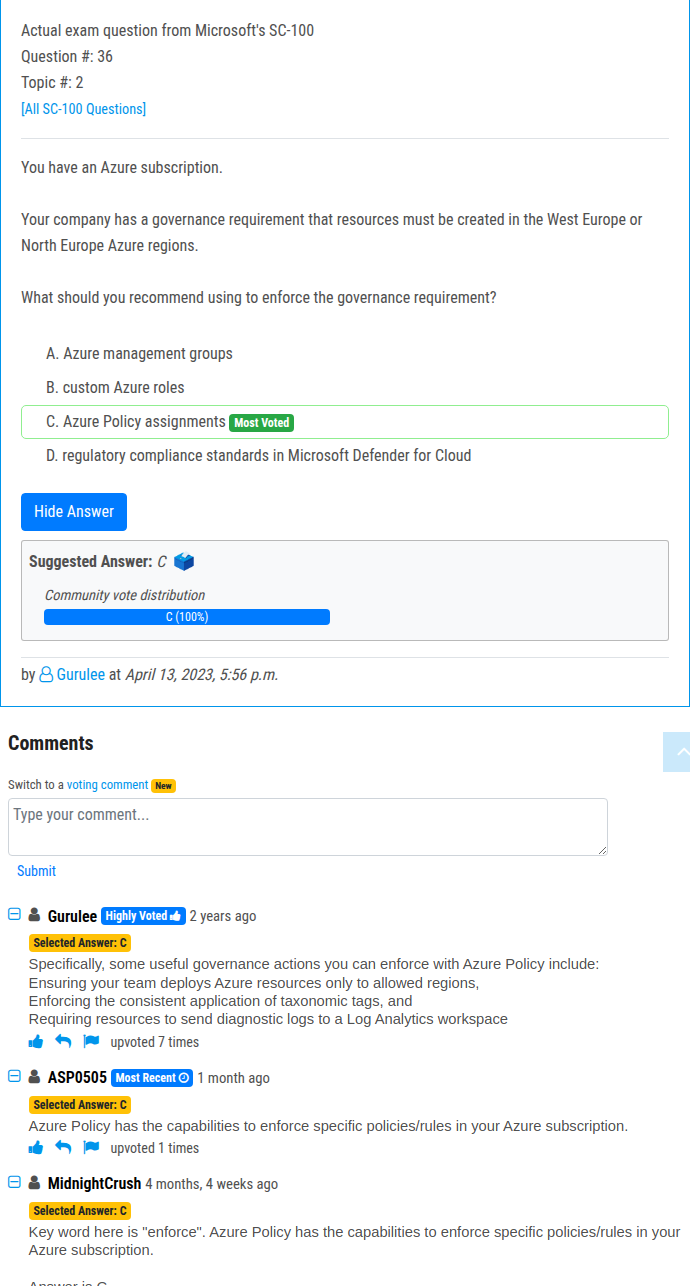 Actual exam question from Microsoft's SC-100
Question #: 36
Topic #: 2
[All SC-100 Questions]
You have an Azure subscription.
Your company has a governance requirement that resources must be created in the West Europe or
North Europe Azure regions.
What should you recommend using to enforce the governance requirement?
A. Azure management groups
B. custom Azure roles
C. Azure Policy assignments Most Voted
D. regulatory compliance standards in Microsoft Defender for Cloud
Hide Answer
Suggested Answer: C
Community vote distribution
C (100%)
by Gurulee at April 13, 2023, 5:56 p.m.
Comments
Switch to a voting comment New
Type your comment...
Submit
Gurulee Highly Voted 2 years ago
Selected Answer: C
Specifically, some useful governance actions you can enforce with Azure Policy include:
Ensuring your team deploys Azure resources only to allowed regions,
Enforcing the consistent application of taxonomic tags, and
Requiring resources to send diagnostic logs to a Log Analytics workspace
upvoted 7 times
ASP0505 Most Recent 1 month ago
Selected Answer: C
Azure Policy has the capabilities to enforce specific policies/rules in your Azure subscription.
upvoted 1 times
MidnightCrush 4 months, 4 weeks ago
Selected Answer: C
Key word here is "enforce". Azure Policy has the capabilities to enforce specific policies/rules in your
Azure subscription.
Answer is C